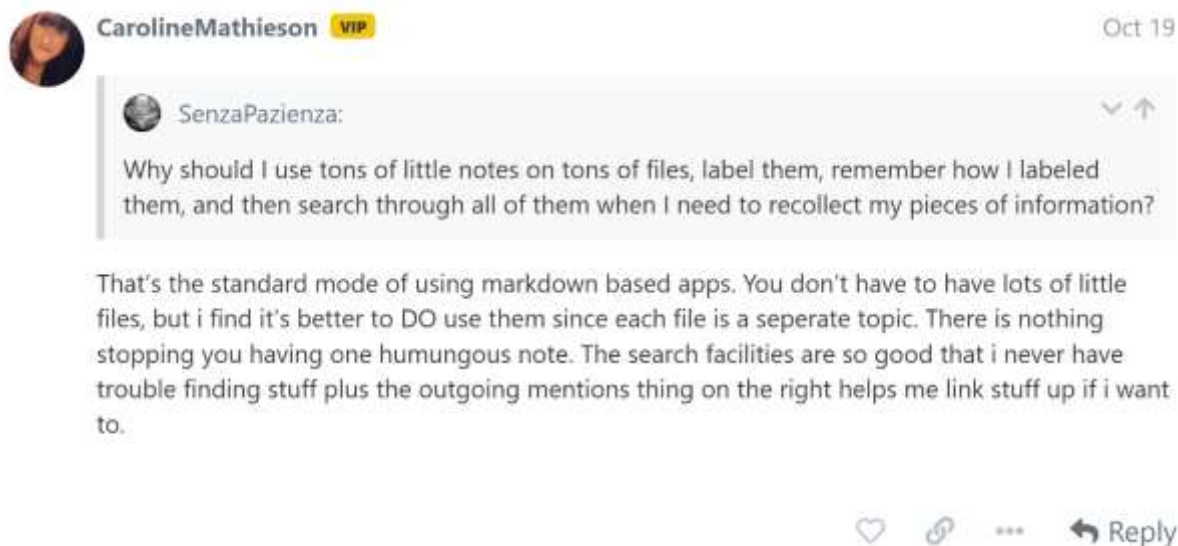 CarolineMathieson VIP Oct 19
SenzaPazienza:
Why should I use tons of little notes on tons of files, label them, remember how I labeled
them, and then search through all of them when I need to recollect my pieces of information?
That's the standard mode of using markdown based apps. You don't have to have lots of little
files, but i find it's better to DO use them since each file is a seperate topic. There is nothing
stopping you having one humungous note. The search facilities are so good that i never have
trouble finding stuff plus the outgoing mentions thing on the right helps me link stuff up if i want
to.
Reply